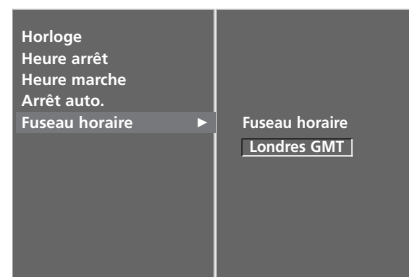 Horloge
Heure arrêt
Heure marche
Arrêt auto.
Fuseau horaire ►
Fuseau horaire
Londres GMT